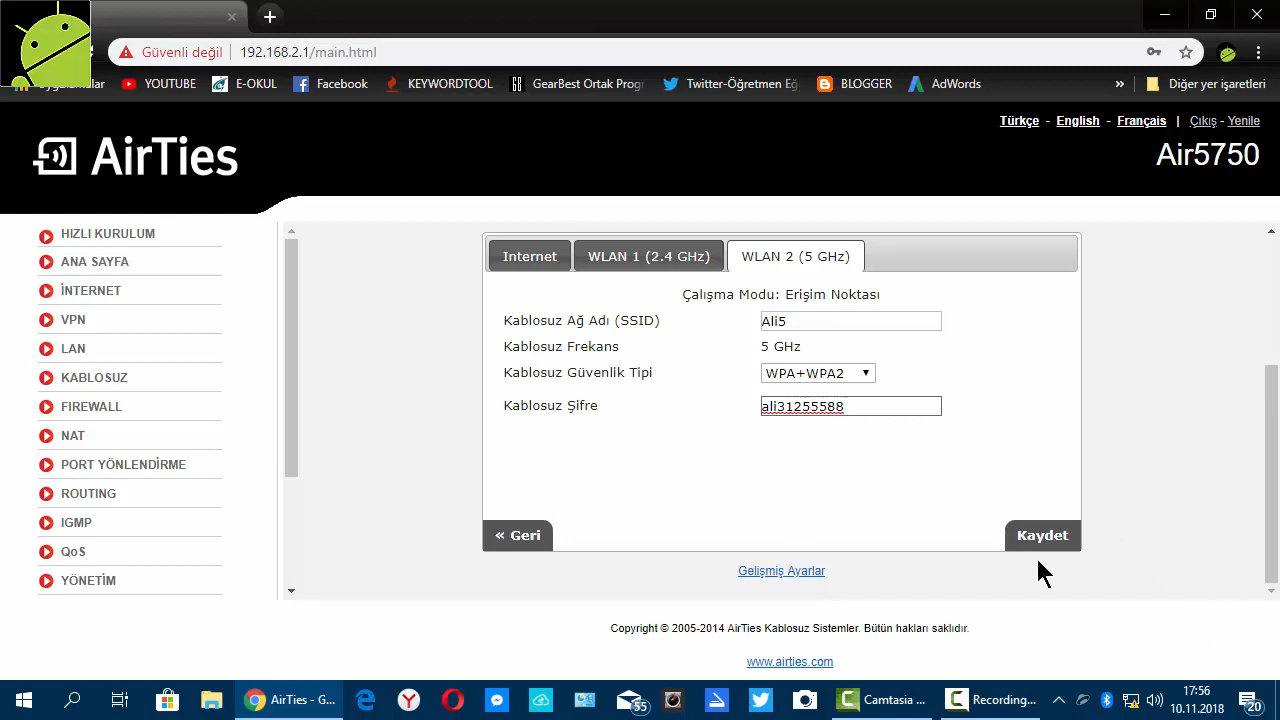 Güvenli değil
192.168.2.1/main.html
YOUTUBE
E-OKUL
Facebook
KEYWORDTOOL
GearBest Ortak Prog
Twitter-Öğretmen Eğ
BLOGGER
AdWords
»
Diğer yer işaretleri
Türkçe - English - Français | Çıkış - Yenile
AirTies
Air5750
HIZLI KURULUM
ANA SAYFA
İNTERNET
VPN
LAN
KABLOSUZ
FIREWALL
NAT
PORT YÖNLENDİRME
ROUTING
IGMP
QoS
YÖNETİM
Internet
WLAN 1 (2.4 GHz)
WLAN 2 (5 GHz)
Çalışma Modu: Erişim Noktası
Kablosuz Ağ Adı (SSID) Ali5
Kablosuz Frekans 5 GHz
Kablosuz Güvenlik Tipi WPA+WPA2
Kablosuz Şifre ali31255588
« Geri
Kaydet
Gelişmiş Ayarlar
Copyright © 2005-2014 AirTies Kablosuz Sistemler. Bütün hakları saklıdır.
www.airties.com
AirTies - G...
55
Camtasia ...
Recording...
17:56
10.11.2018
20